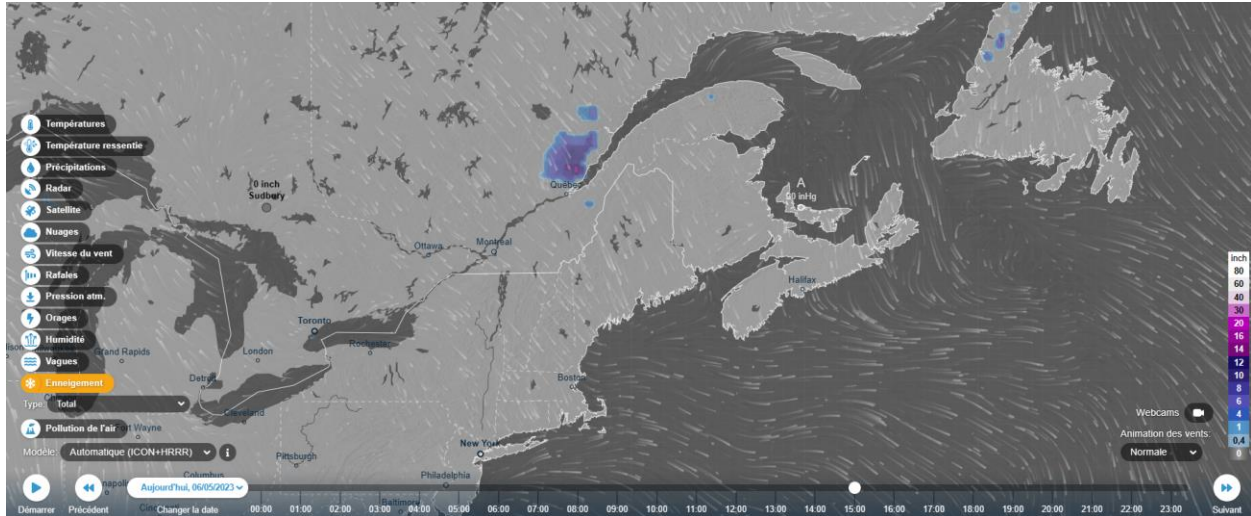 Températures
Température ressentie
Précipitations
Radar
Satellite
Nuages
Vitesse du vent
Rafales
Pression atm.
Orages
Humidité
Vagues
Enneigement
Type: Total
Pollution de l'air
Modèle: Automatique (ICON+HRRR) i
Démarrer
Précédent
Aujourd'hui, 06/05/2023
Changer la date
00:00 01:00 02:00 03:00 04:00 05:00 06:00 07:00 08:00 09:00 10:00 11:00 12:00 13:00 14:00 15:00 16:00 17:00 18:00 19:00 20:00 21:00 22:00 23:00
Suivant
0 inch
Sudbury
Québec
Ottawa
Montréal
A
inHg
Halifax
Toronto
Rochester
London
Grand Rapids
Detroit
Cleveland
Boston
Fort Wayne
New York
Pittsburgh
Philadelphia
Columbus
Baltimore
inch
80
60
40
30
20
16
14
12
10
8
6
4
1
0,4
0
Webcams
Animation des vents:
Normale